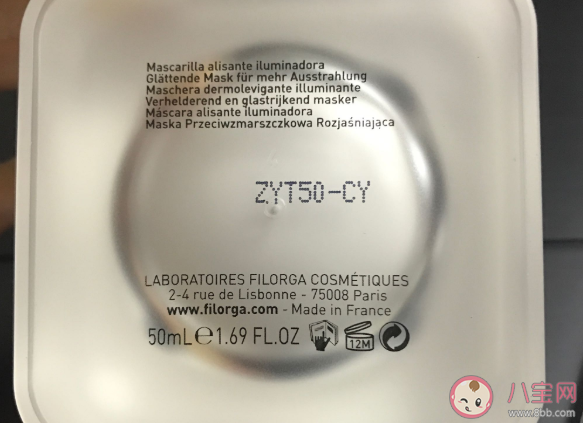 Mascarilla alisante iluminadora
Glättende Mask für mehr Ausstrahlung
Maschera dermolevigante illuminante
Verhelderend en glastrijkend masker
Máscara alisante iluminadora
Maska Przeciwzmarszczkowa Rozjaśniająca
ZYT50-CY
LABORATOIRES FILORGA COSMÉTIQUES
2-4 rue de Lisbonne - 75008 Paris
www.filorga.com - Made in France
50mL℮1.69 FL.OZ 12M
八宝网
www.8bb.com